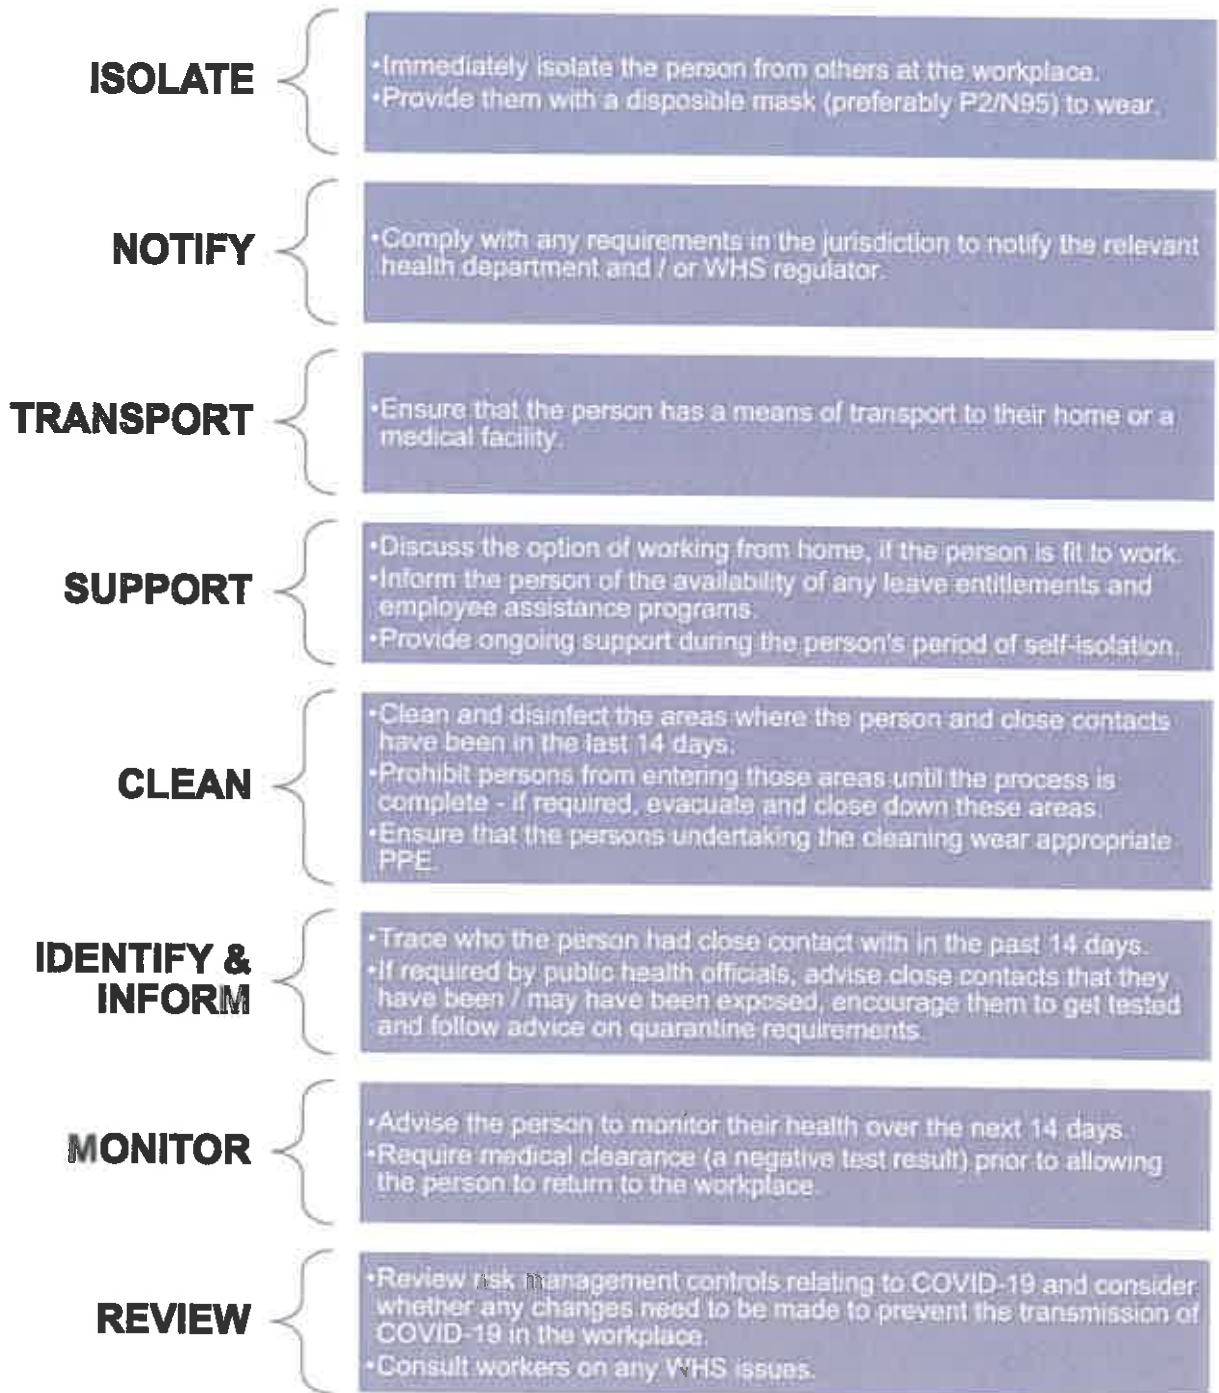 ISOLATE
•Immediately isolate the person from others at the workplace.
•Provide them with a disposible mask (preferably P2/N95) to wear.
NOTIFY
•Comply with any requirements in the jurisdiction to notify the relevant
health department and / or WHS regulator.
TRANSPORT
•Ensure that the person has a means of transport to their home or a
medical facility.
SUPPORT
•Discuss the option of working from home, if the person is fit to work.
•Inform the person of the availability of any leave entitlements and
employee assistance programs.
•Provide ongoing support during the person's period of self-isolation.
CLEAN
•Clean and disinfect the areas where the person and close contacts
have been in the last 14 days.
•Prohibit persons from entering those areas until the process is
complete - if required, evacuate and close down these areas.
•Ensure that the persons undertaking the cleaning wear appropriate
PPE.
IDENTIFY &
INFORM
•Trace who the person had close contact with in the past 14 days.
•If required by public health officials, advise close contacts that they
have been / may have been exposed, encourage them to get tested
and follow advice on quarantine requirements.
MONITOR
•Advise the person to monitor their health over the next 14 days.
•Require medical clearance (a negative test result) prior to allowing
the person to return to the workplace.
REVIEW
•Review risk management controls relating to COVID-19 and consider
whether any changes need to be made to prevent the transmission of
COVID-19 in the workplace.
•Consult workers on any WHS issues.